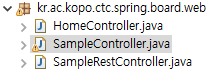 kr.ac.kopo.ctc.spring.board.web
HomeController.java
SampleController.java
SampleRestController.java